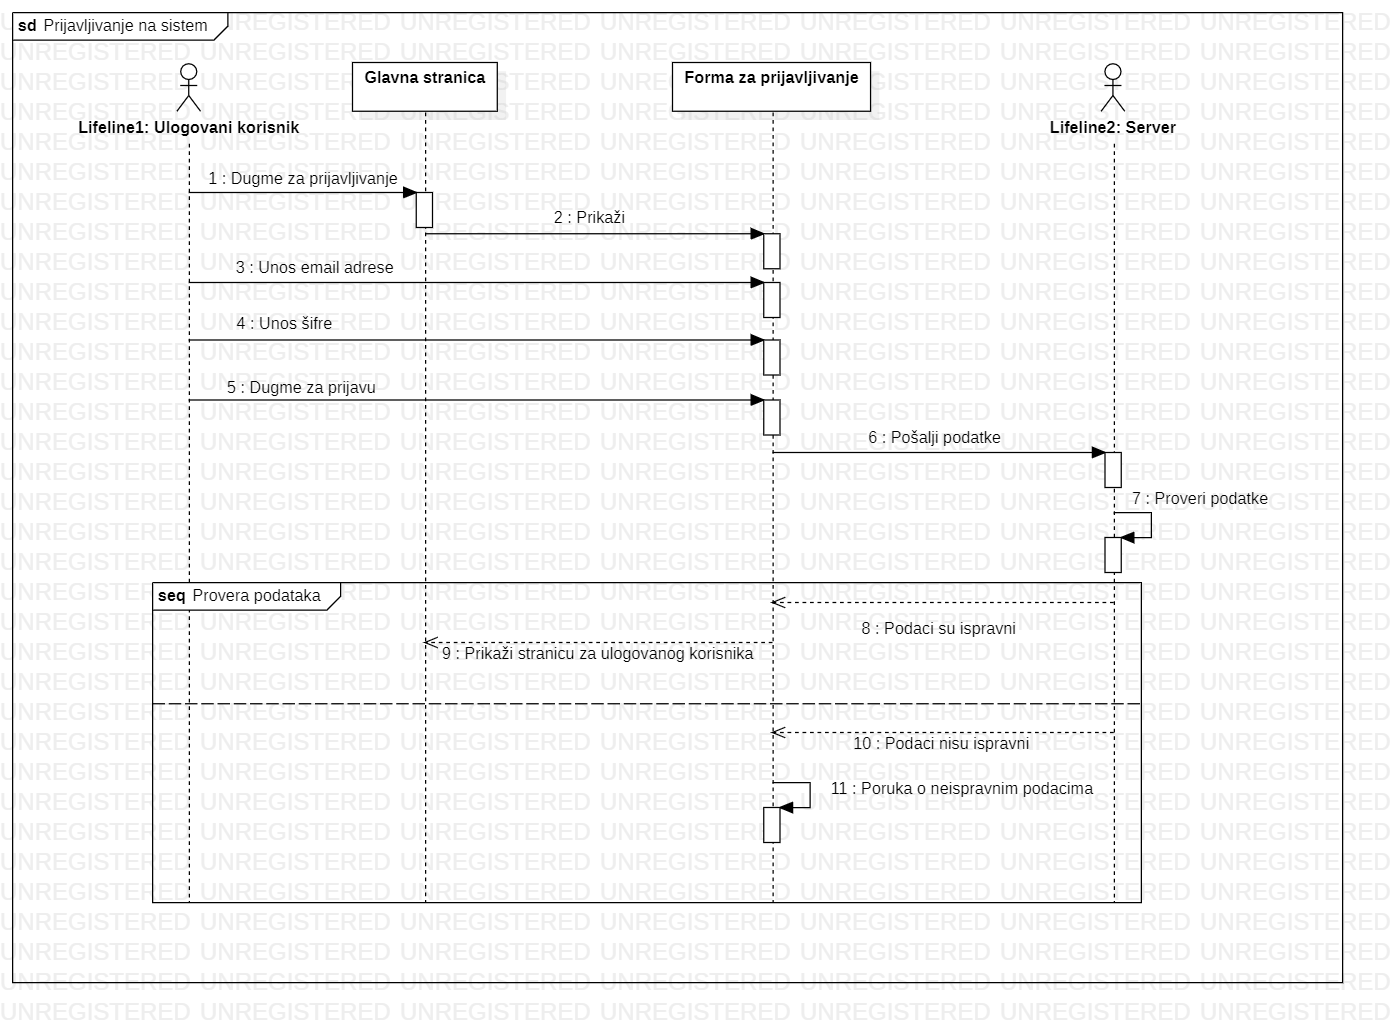 sd Prijavljivanje na sistem
Glavna stranica
Forma za prijavljivanje
Lifeline1: Ulogovani korisnik
Lifeline2: Server
1 : Dugme za prijavljivanje
2 : Prikaži
3 : Unos email adrese
4 : Unos šifre
5 : Dugme za prijavu
6 : Pošalji podatke
7 : Proveri podatke
seq Provera podataka
8 : Podaci su ispravni
9 : Prikaži stranicu za ulogovanog korisnika
10 : Podaci nisu ispravni
11 : Poruka o neispravnim podacima
UNREGISTERED